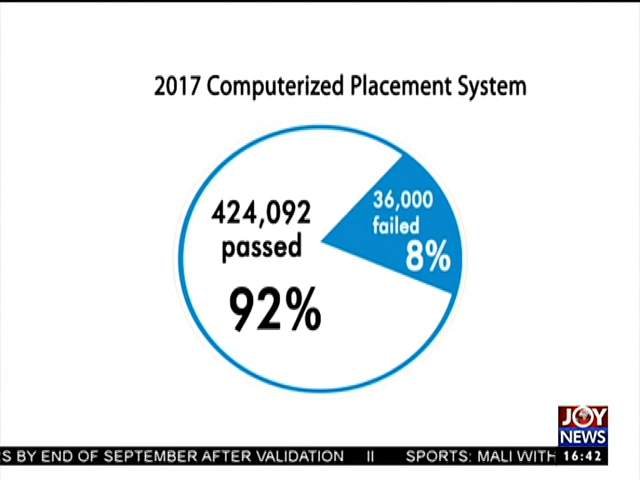 2017 Computerized Placement System
424,092
passed
92%
36,000
failed
8%
JOY
NEWS
S BY END OF SEPTEMBER AFTER VALIDATION II SPORTS: MALI WITH
16:42